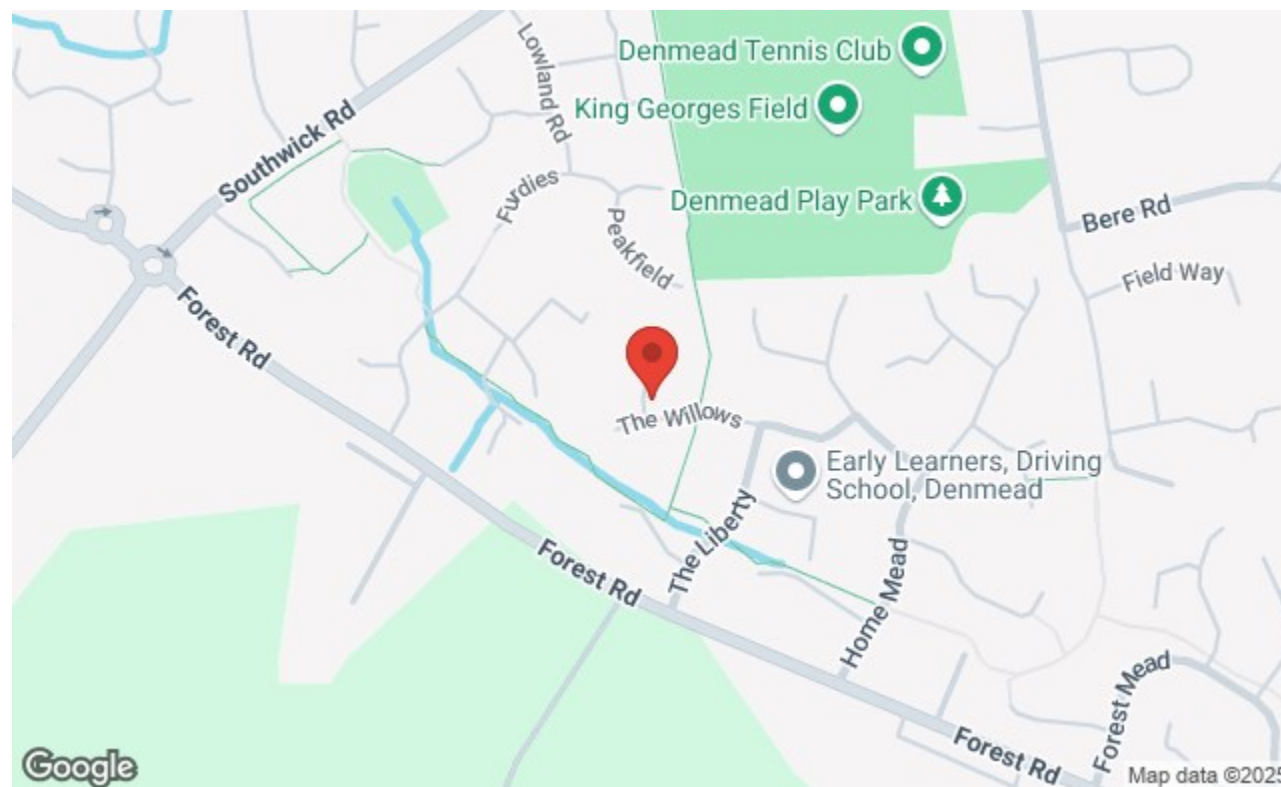 Denmead Tennis Club
Lowland Rd
King Georges Field
Southwick Rd
Furdies
Denmead Play Park
Peakfield
Bere Rd
Field Way
Forest Rd
The Willows
Early Learners, Driving
School, Denmead
The Liberty
Forest Rd
Home Mead
Forest Mead
Forest Rd
Google
Map data ©2025